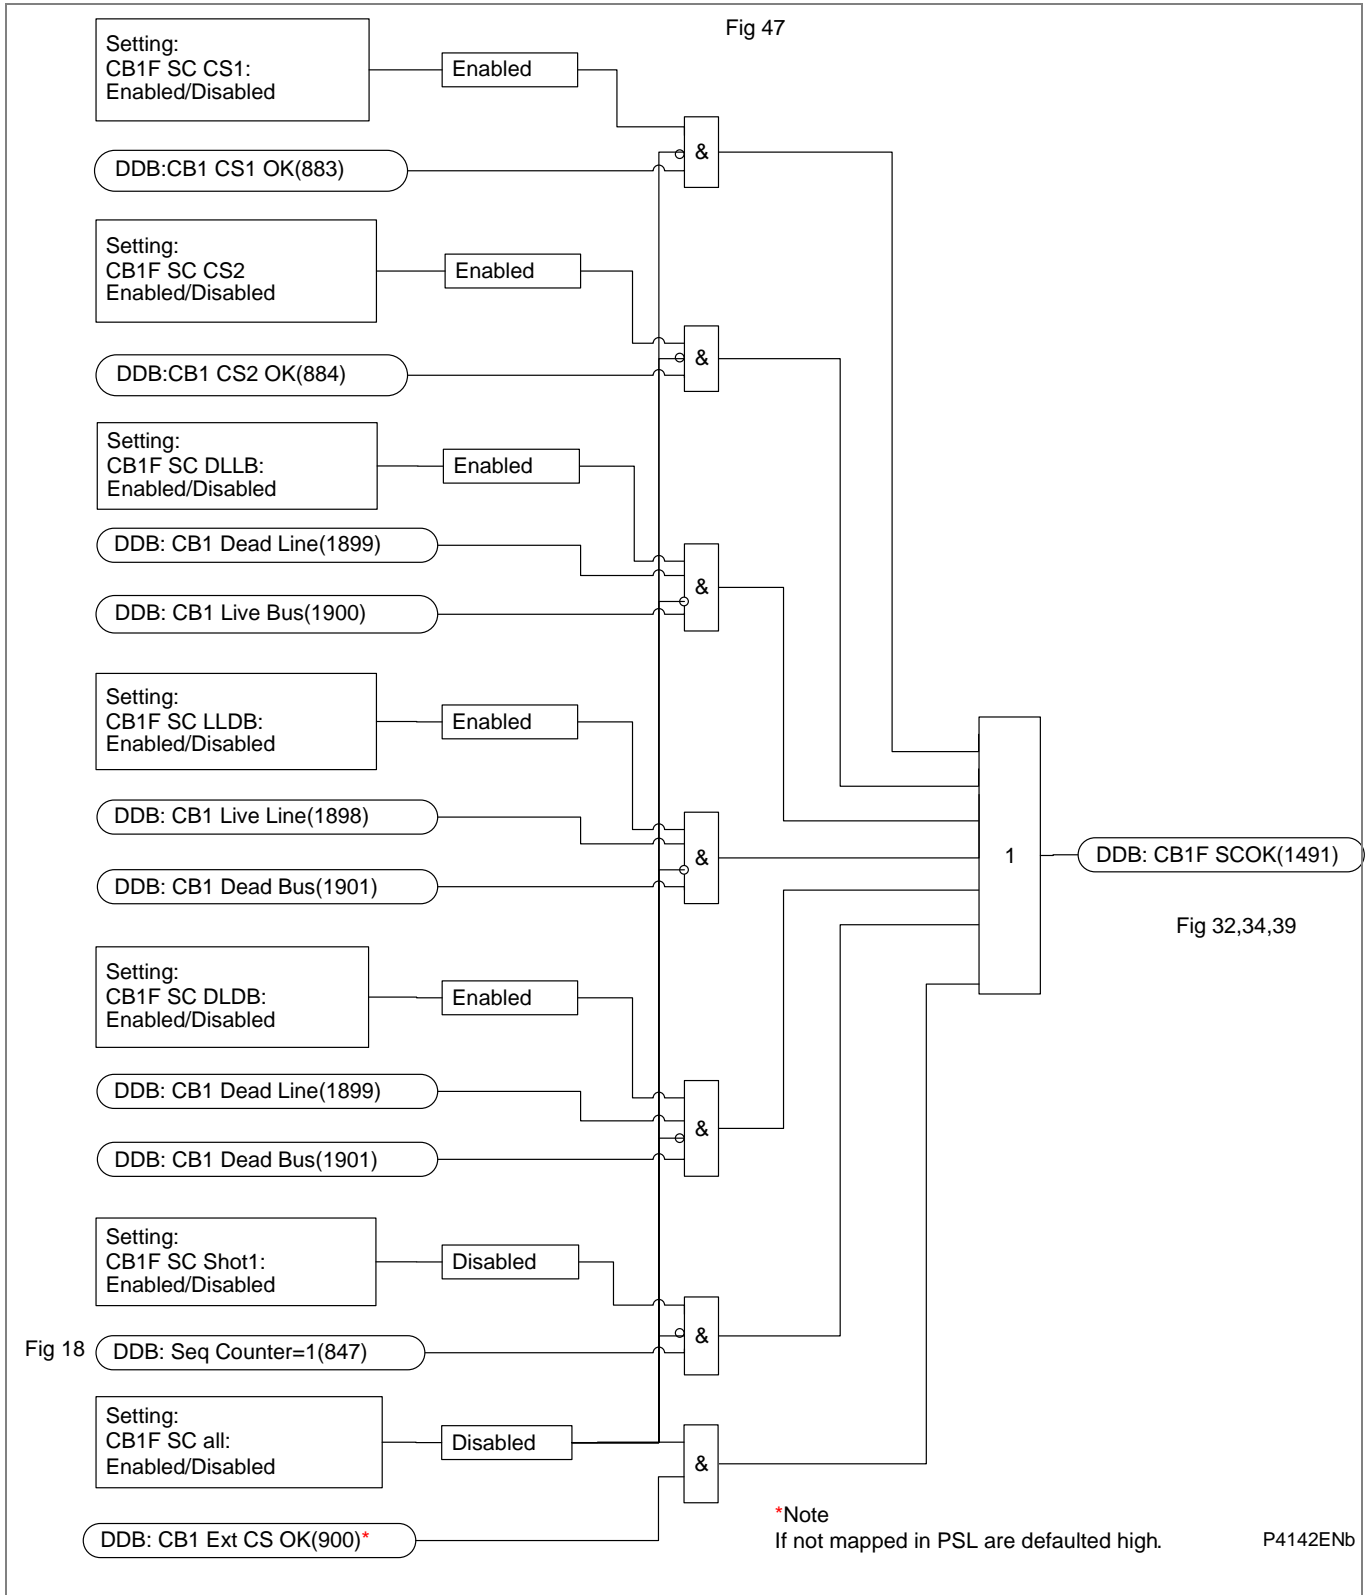 Fig 47
Setting:
CB1F SC CS1:
Enabled/Disabled
Enabled
&
DDB:CB1 CS1 OK(883)
Setting:
CB1F SC CS2
Enabled/Disabled
Enabled
&
DDB:CB1 CS2 OK(884)
Setting:
CB1F SC DLLB:
Enabled/Disabled
Enabled
DDB: CB1 Dead Line(1899)
&
DDB: CB1 Live Bus(1900)
Setting:
CB1F SC LLDB:
Enabled/Disabled
Enabled
DDB: CB1 Live Line(1898)
&
DDB: CB1 Dead Bus(1901)
1
DDB: CB1F SCOK(1491)
Fig 32,34,39
Setting:
CB1F SC DLDB:
Enabled/Disabled
Enabled
DDB: CB1 Dead Line(1899)
&
DDB: CB1 Dead Bus(1901)
Setting:
CB1F SC Shot1:
Enabled/Disabled
Disabled
&
Fig 18
DDB: Seq Counter=1(847)
Setting:
CB1F SC all:
Enabled/Disabled
Disabled
&
DDB: CB1 Ext CS OK(900)*
*Note
If not mapped in PSL are defaulted high.
P4142ENb